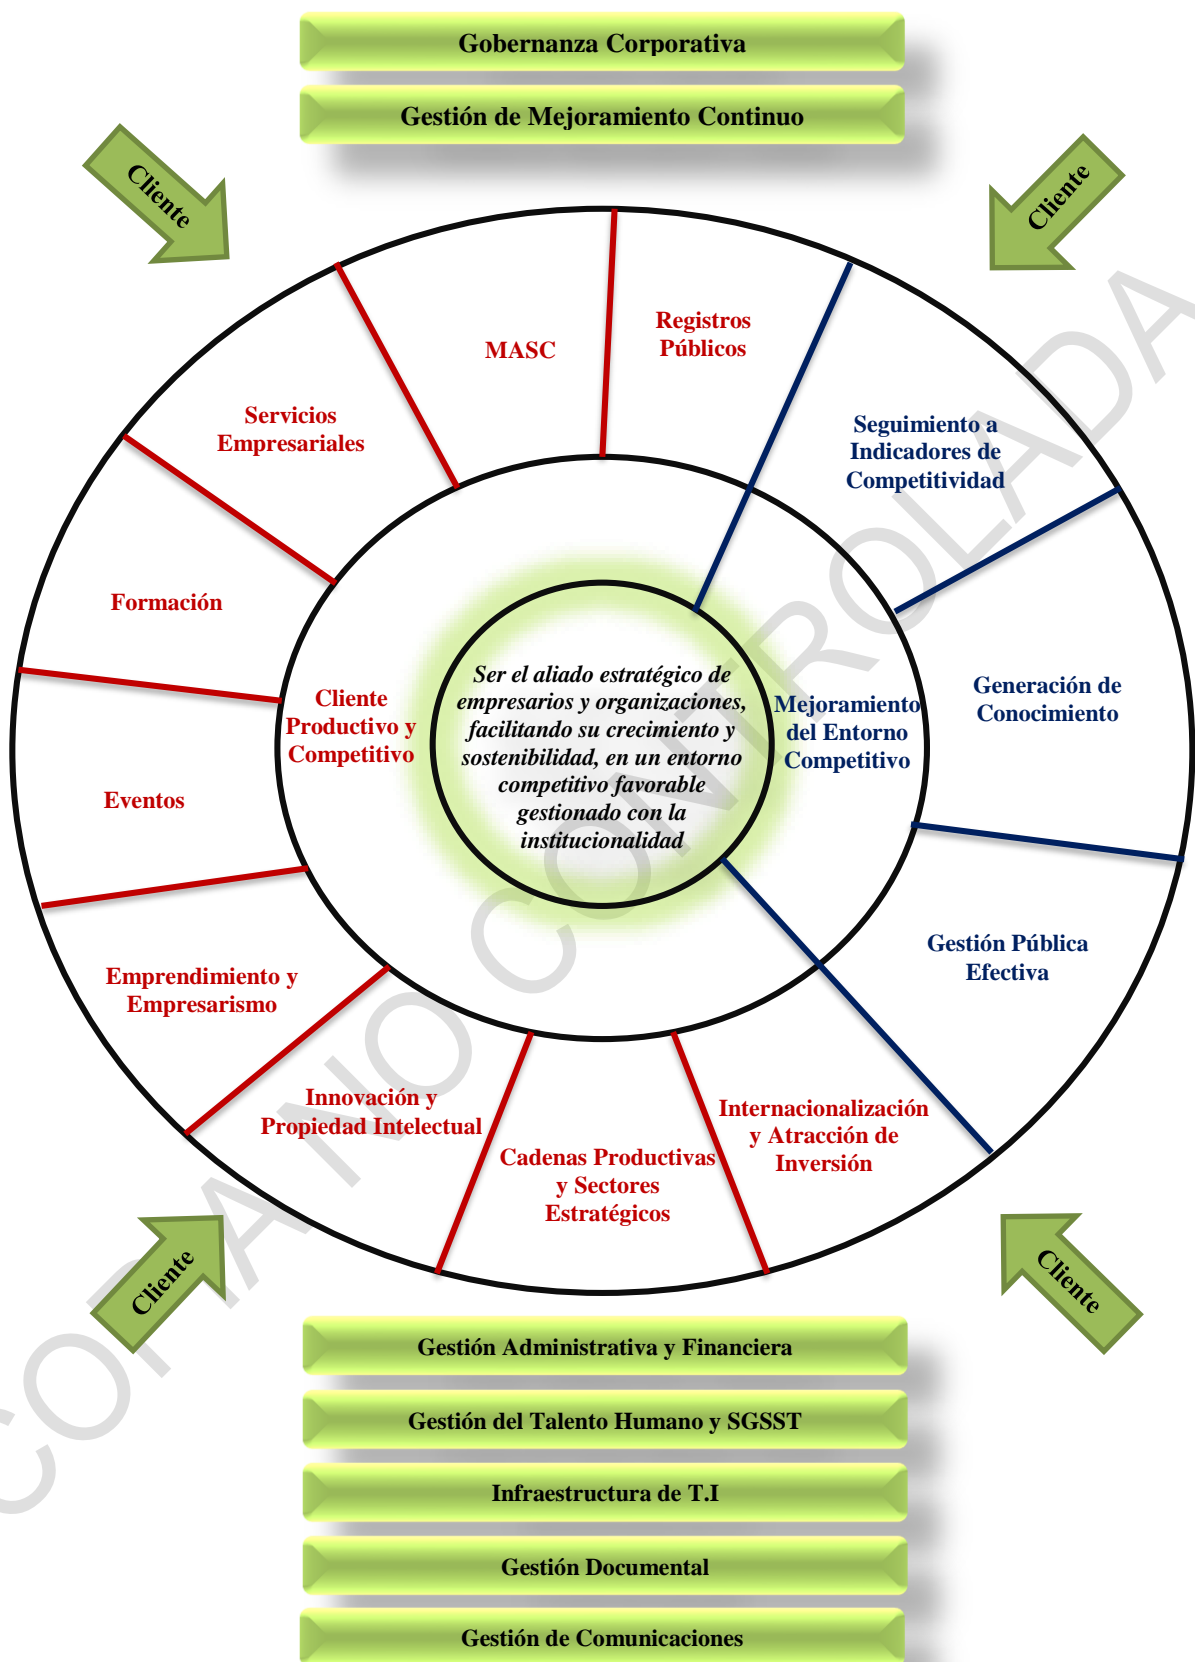 Gobernanza Corporativa
Gestión de Mejoramiento Continuo
Cliente
Cliente
MASC
Registros
Públicos
Servicios
Empresariales
Seguimiento a
Indicadores de
Competitividad
Formación
Generación de
Conocimiento
Cliente
Productivo y
Competitivo
Ser el aliado estratégico de
empresarios y organizaciones,
facilitando su crecimiento y
sostenibilidad, en un entorno
competitivo favorable
gestionado con la
institucionalidad
Mejoramiento
del Entorno
Competitivo
Eventos
Gestión Pública
Efectiva
Emprendimiento y
Empresarismo
Innovación y
Propiedad Intelectual
Cadenas Productivas
y Sectores
Estratégicos
Internacionalización
y Atracción de
Inversión
Cliente
Cliente
COPIA NO CONTROLADA
Gestión Administrativa y Financiera
Gestión del Talento Humano y SGSST
Infraestructura de T.I
Gestión Documental
Gestión de Comunicaciones